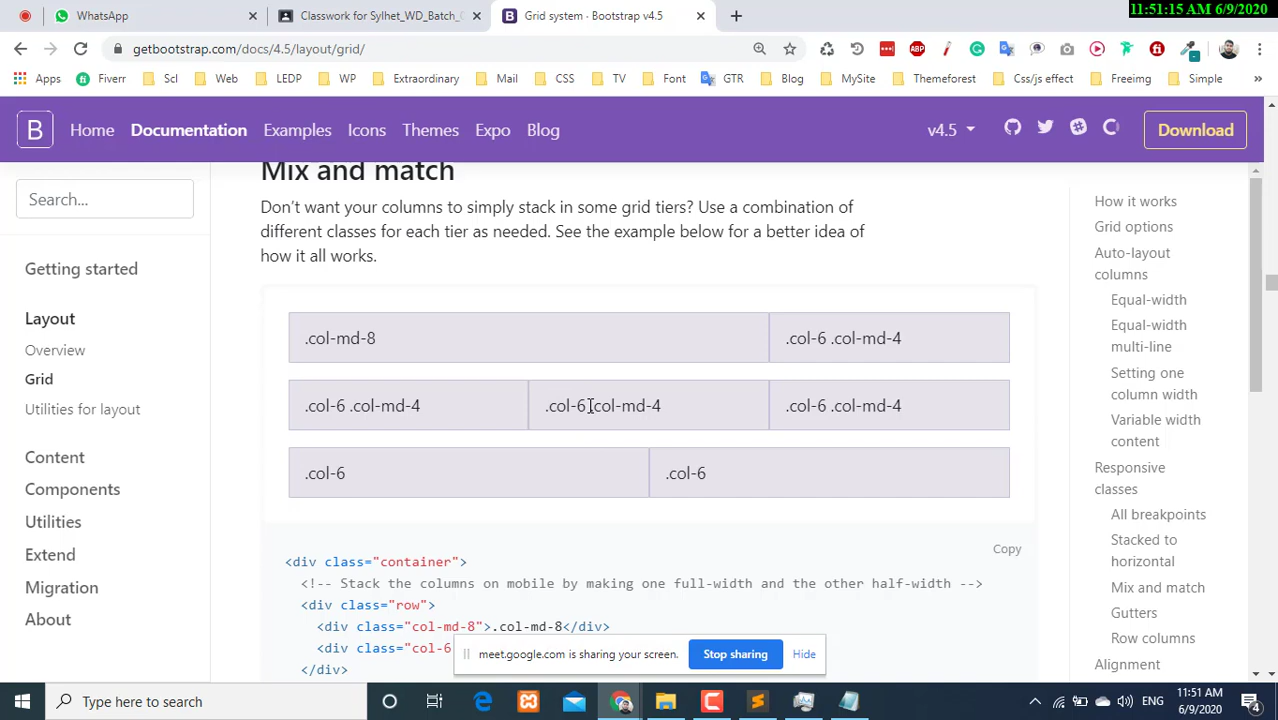 11:51:15 AM 6/9/2020
WhatsApp
Classwork for Sylhet_WD_Batch_
Grid system · Bootstrap v4.5
getbootstrap.com/docs/4.5/layout/grid/
Apps
Fiverr
Scl
Web
LEDP
WP
Extraordinary
Mail
CSS
TV
Font
GTR
Blog
MySite
Themeforest
Css/js effect
Freeimg
Simple
»
B
Home
Documentation
Examples
Icons
Themes
Expo
Blog
v4.5
Download
Search...
Getting started
Layout
Overview
Grid
Utilities for layout
Content
Components
Utilities
Extend
Migration
About
Mix and match
Don’t want your columns to simply stack in some grid tiers? Use a combination of
different classes for each tier as needed. See the example below for a better idea of
how it all works.
.col-md-8
.col-6 .col-md-4
.col-6 .col-md-4
.col-6 .col-md-4
.col-6 .col-md-4
.col-6
.col-6
Copy
<div class="container">
<!-- Stack the columns on mobile by making one full-width and the other half-width -->
<div class="row">
<div class="col-md-8">.col-md-8</div>
<div class="col-6
</div>
How it works
Grid options
Auto-layout
columns
Equal-width
Equal-width
multi-line
Setting one
column width
Variable width
content
Responsive
classes
All breakpoints
Stacked to
horizontal
Mix and match
Gutters
Row columns
Alignment
meet.google.com is sharing your screen.
Stop sharing
Hide
Type here to search
ENG
11:51 AM
6/9/2020
4